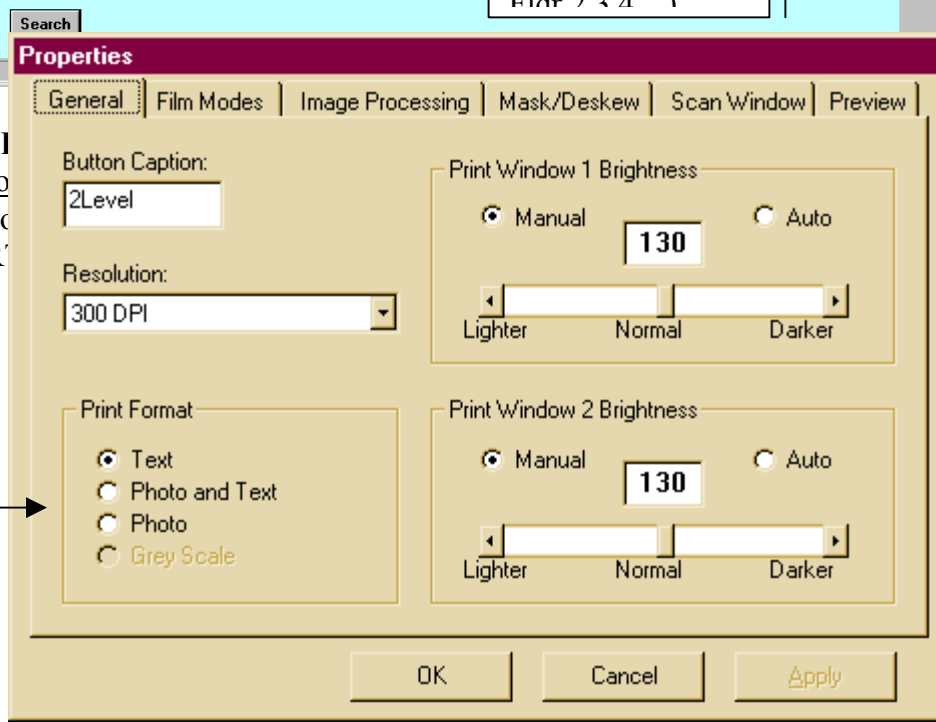 Search
Properties
General Film Modes Image Processing Mask/Deskew Scan Window Preview
Button Caption:
2Level
Resolution:
300 DPI
Print Format
Text
Photo and Text
Photo
Grey Scale
Print Window 1 Brightness
Manual 130 Auto
Lighter Normal Darker
Print Window 2 Brightness
Manual 130 Auto
Lighter Normal Darker
OK Cancel Apply